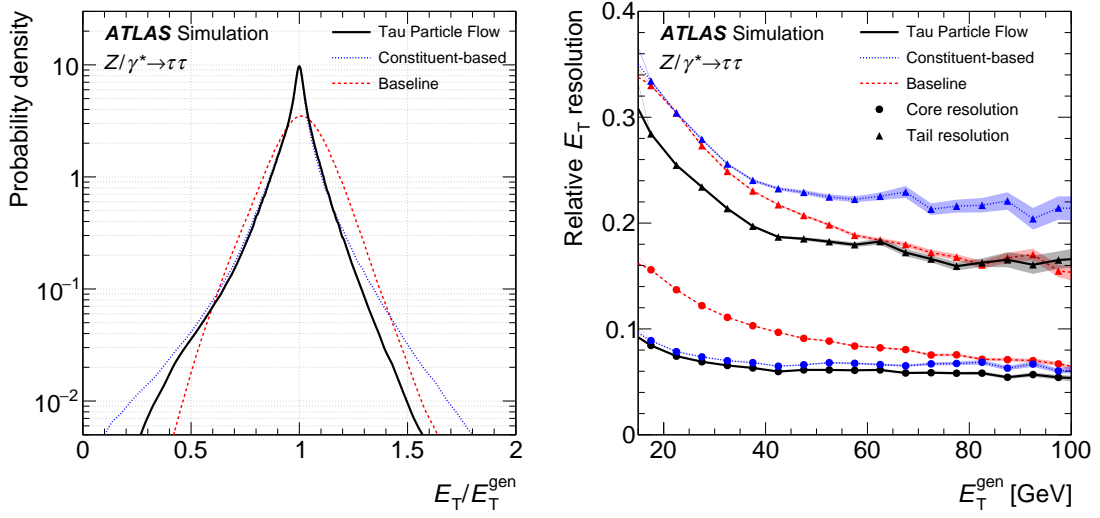 ATLAS Simulation
Z/γ*→ττ
Tau Particle Flow
Constituent-based
Baseline
Probability density
10
1
10⁻¹
10⁻²
0 0.5 1 1.5 2
E_T/E_T^gen
ATLAS Simulation
Z/γ*→ττ
Tau Particle Flow
Constituent-based
Baseline
Core resolution
Tail resolution
Relative E_T resolution
0.4
0.3
0.2
0.1
0
20 40 60 80 100
E_T^gen [GeV]